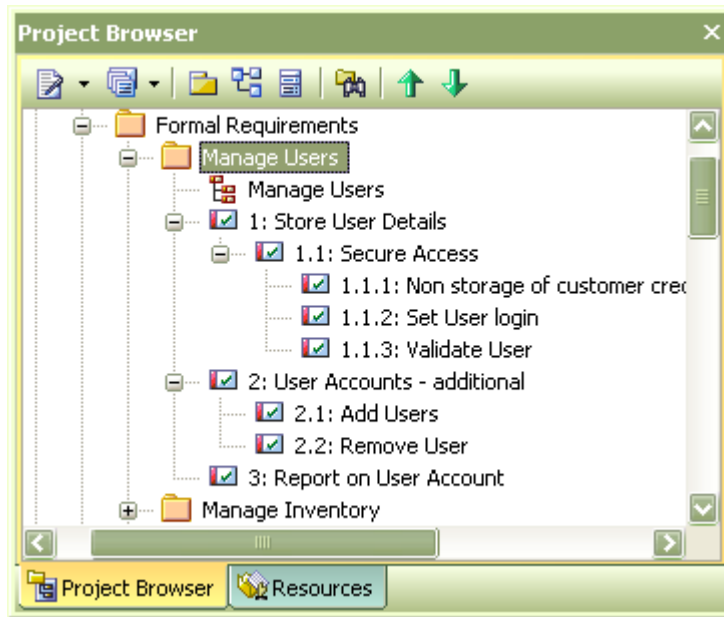 Project Browser
Formal Requirements
Manage Users
Manage Users
1: Store User Details
1.1: Secure Access
1.1.1: Non storage of customer
1.1.2: Set User login
1.1.3: Validate User
2: User Accounts - additional
2.1: Add Users
2.2: Remove User
3: Report on User Account
Manage Inventory
Project Browser
Resources